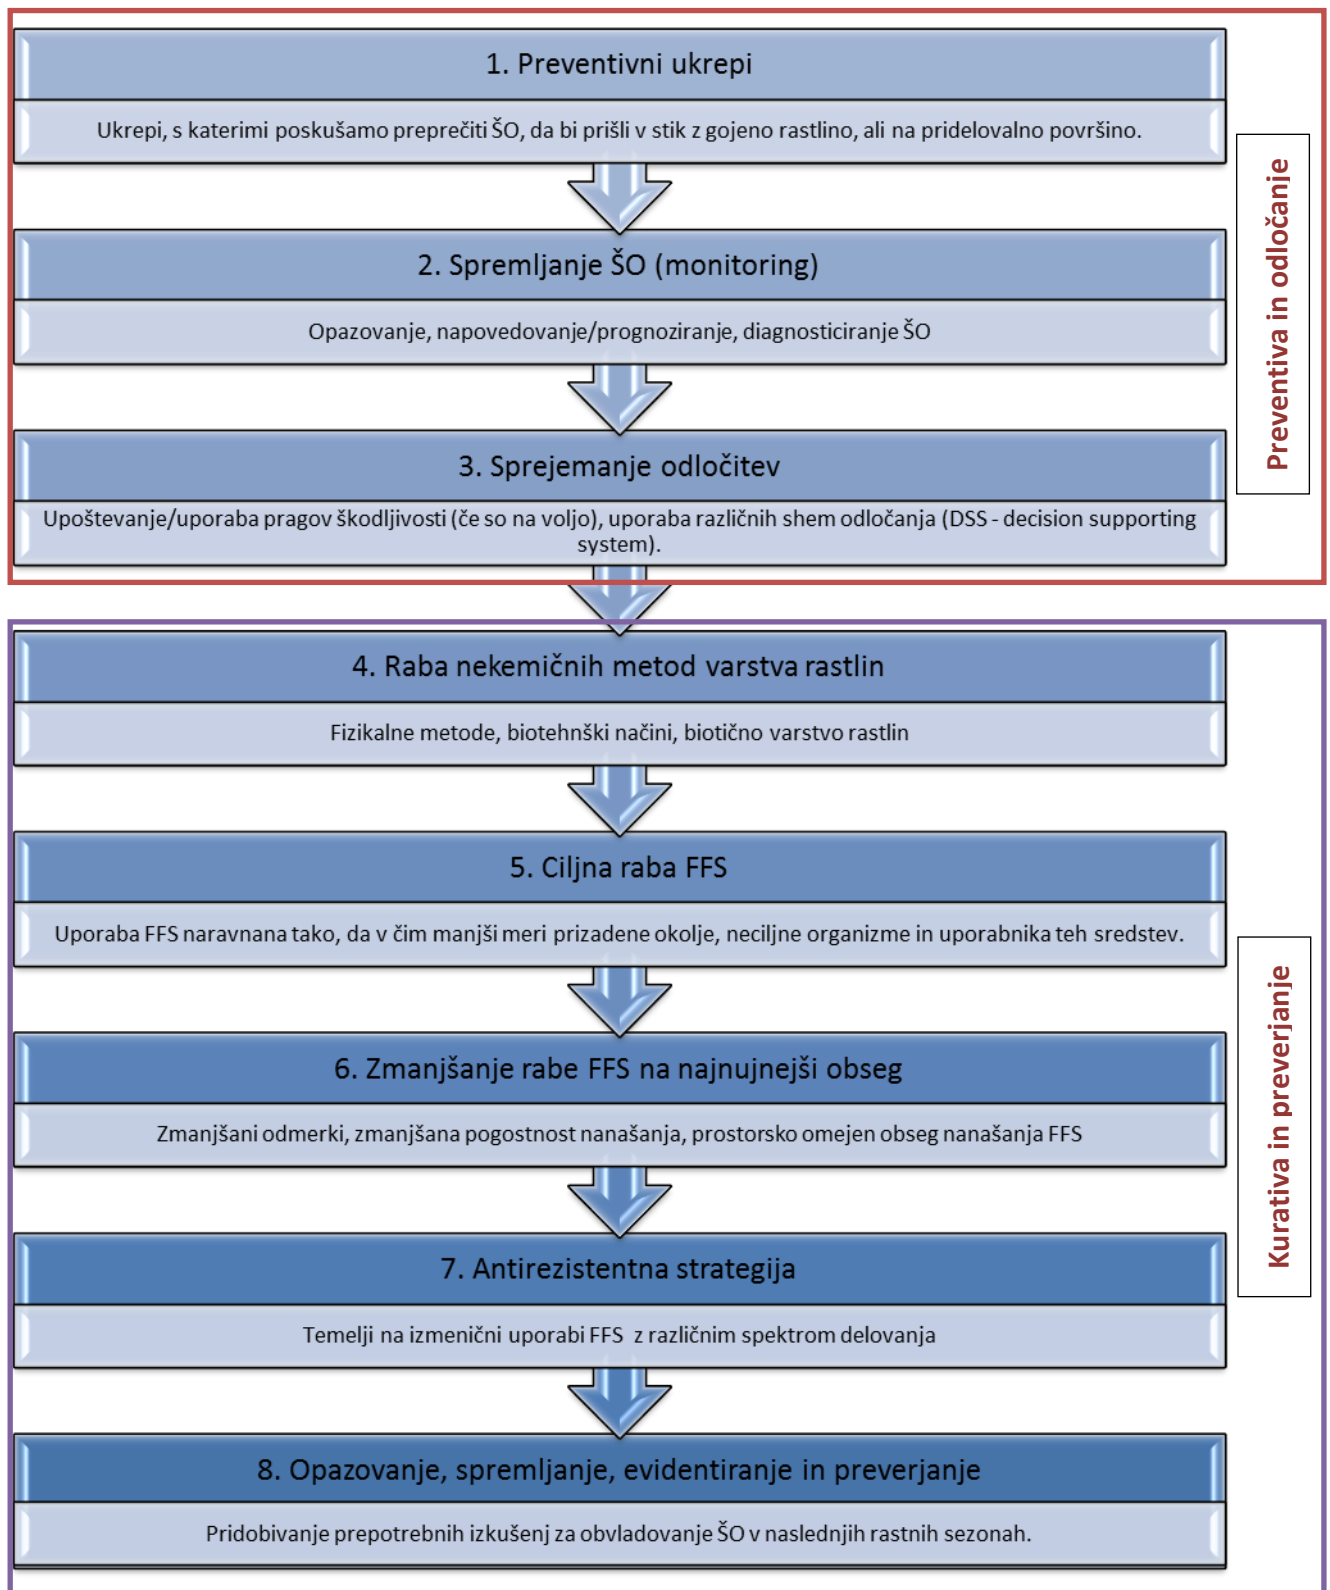 1. Preventivni ukrepi
Ukrepi, s katerimi poskušamo preprečiti ŠO, da bi prišli v stik z gojeno rastlino, ali na pridelovalno površino.
2. Spremljanje ŠO (monitoring)
Opazovanje, napovedovanje/prognoziranje, diagnosticiranje ŠO
3. Sprejemanje odločitev
Upoštevanje/uporaba pragov škodljivosti (če so na voljo), uporaba različnih shem odločanja (DSS - decision supporting
system).
Preventiva in odločanje
4. Raba nekemičnih metod varstva rastlin
Fizikalne metode, biotehnški načini, biotično varstvo rastlin
5. Ciljna raba FFS
Uporaba FFS naravnana tako, da v čim manjši meri prizadene okolje, neciljne organizme in uporabnika teh sredstev.
6. Zmanjšanje rabe FFS na najnujnejši obseg
Zmanjšani odmerki, zmanjšana pogostnost nanašanja, prostorsko omejen obseg nanašanja FFS
7. Antirezistentna strategija
Temelji na izmenični uporabi FFS z različnim spektrom delovanja
8. Opazovanje, spremljanje, evidentiranje in preverjanje
Pridobivanje prepotrebnih izkušenj za obvladovanje ŠO v naslednjih rastnih sezonah.
Kurativa in preverjanje